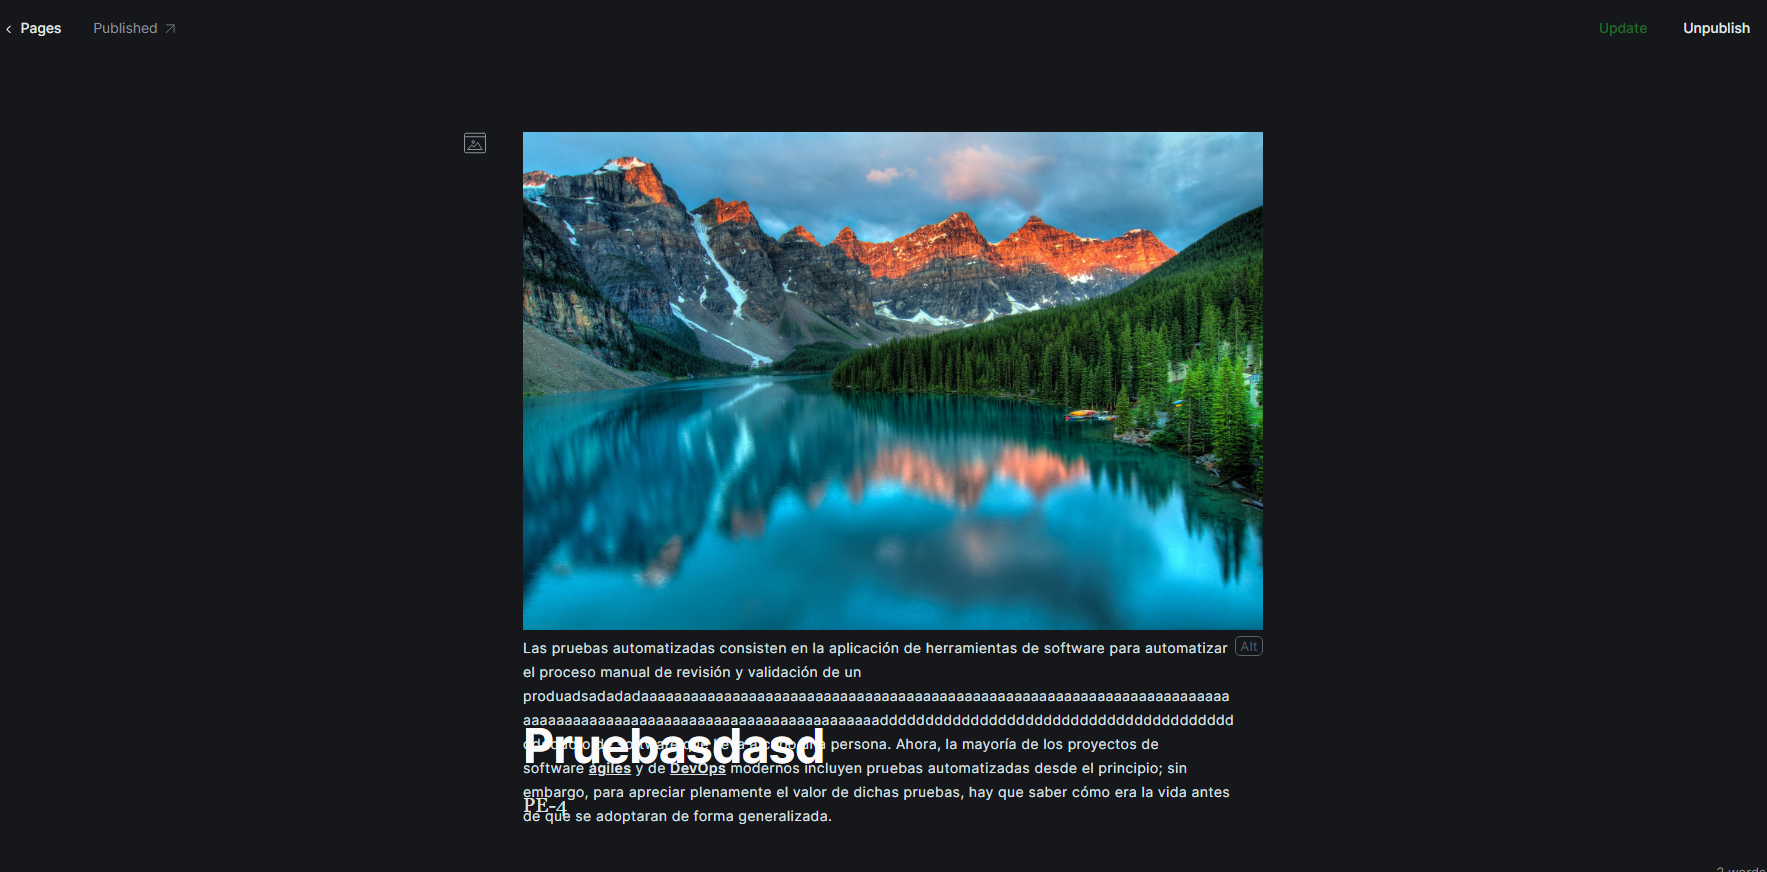 Pages
Published
Update
Unpublish
Las pruebas automatizadas consisten en la aplicación de herramientas de software para automatizar
Alt
el proceso manual de revisión y validación de un
persona. Ahora, la mayoría de los proyectos de
Pruebasdasd
software ágiles y de DevOps modernos incluyen pruebas automatizadas desde el principio; sin
embargo, para apreciar plenamente el valor de dichas pruebas, hay que saber cómo era la vida antes
PE-4
de que se adoptaran de forma generalizada.